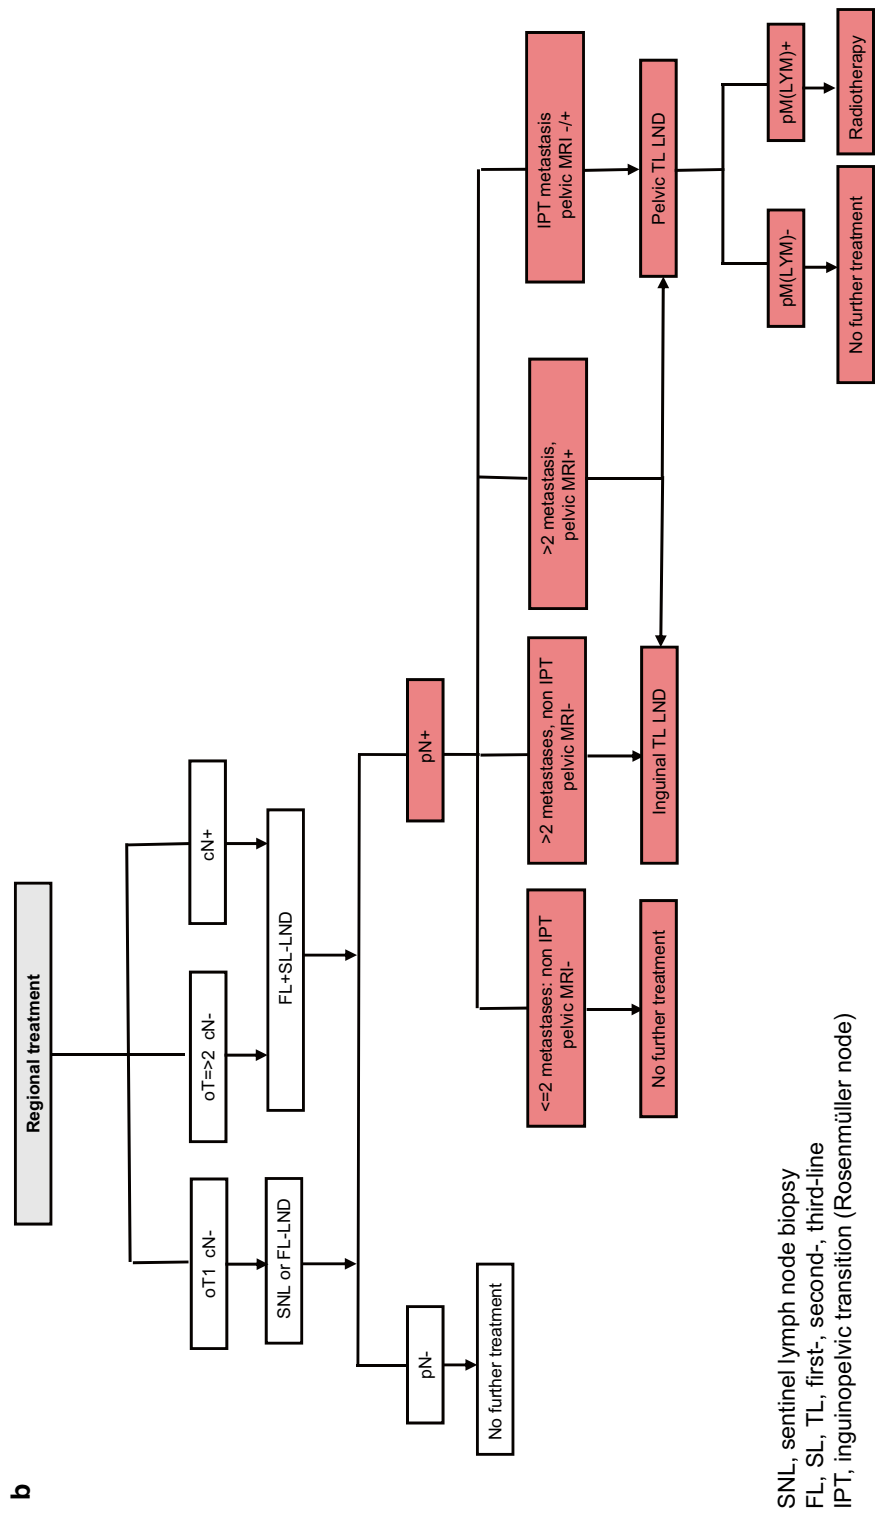 b
Regional treatment
oT1 cN-
oT=>2 cN-
cN+
SNL or FL-LND
FL+SL-LND
pN-
pN+
No further treatment
<=2 metastases: non IPT
pelvic MRI-
>2 metastases, non IPT
pelvic MRI-
>2 metastasis,
pelvic MRI+
IPT metastasis
pelvic MRI -/+
No further treatment
Inguinal TL LND
Pelvic TL LND
pM(LYM)-
pM(LYM)+
No further treatment
Radiotherapy
SNL, sentinel lymph node biopsy
FL, SL, TL, first-, second-, third-line
IPT, inguinopelvic transition (Rosenmüller node)